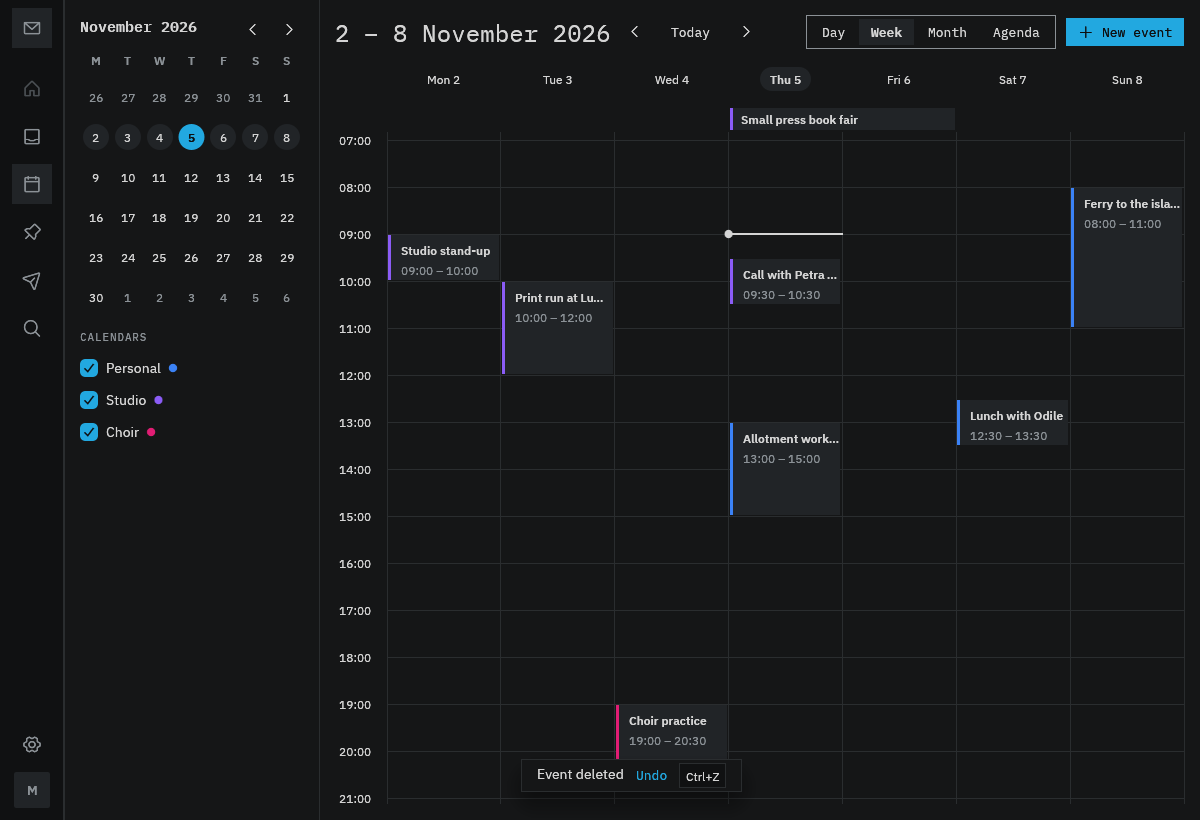 November 2026
M T W T F S S
26 27 28 29 30 31 1
2 3 4 5 6 7 8
9 10 11 12 13 14 15
16 17 18 19 20 21 22
23 24 25 26 27 28 29
30 1 2 3 4 5 6
CALENDARS
Personal
Studio
Choir
M
2 – 8 November 2026
Today
Day Week Month Agenda
New event
Mon 2 Tue 3 Wed 4 Thu 5 Fri 6 Sat 7 Sun 8
Small press book fair
07:00
08:00
09:00
10:00
11:00
12:00
13:00
14:00
15:00
16:00
17:00
18:00
19:00
20:00
21:00
Studio stand-up
09:00 – 10:00
Print run at Lu...
10:00 – 12:00
Choir practice
19:00 – 20:30
Call with Petra ...
09:30 – 10:30
Allotment work...
13:00 – 15:00
Lunch with Odile
12:30 – 13:30
Ferry to the isla...
08:00 – 11:00
Event deleted Undo Ctrl+Z